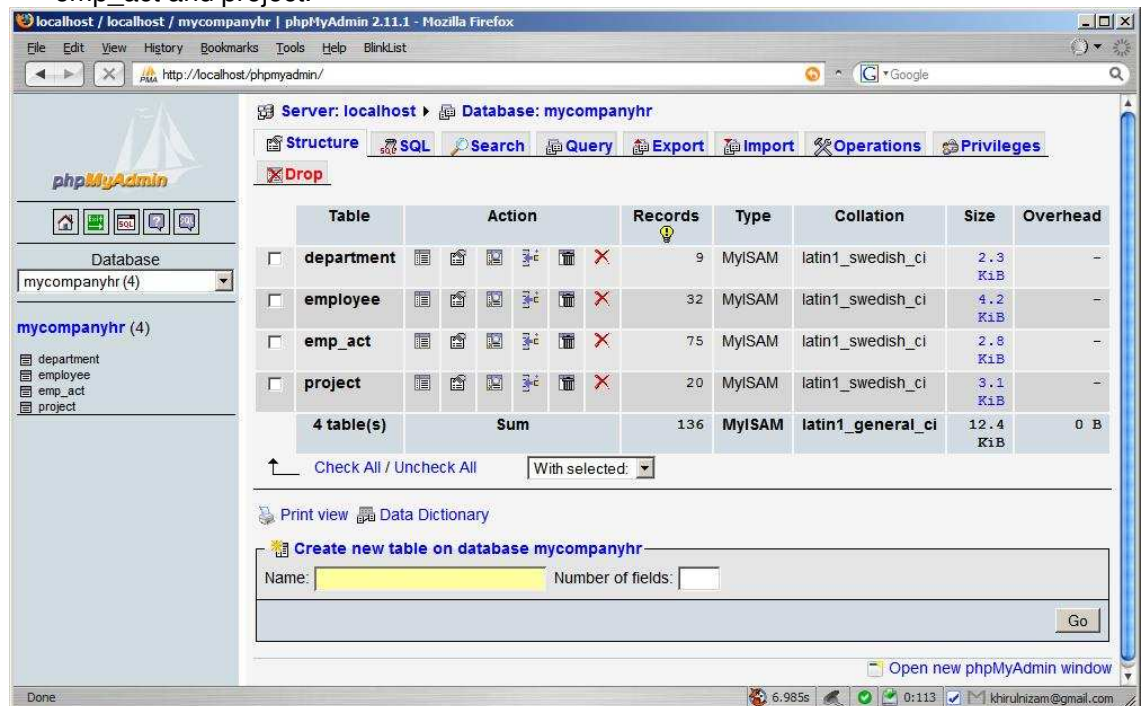 emp_act and project.
localhost / localhost / mycompanyhr | phpMyAdmin 2.11.1 - Mozilla Firefox
File Edit View History Bookmarks Tools Help BlinkList
http://localhost/phpmyadmin/
Google
phpMyAdmin
SQL
Database
mycompanyhr (4)
mycompanyhr (4)
department
employee
emp_act
project
Server: localhost Database: mycompanyhr
Structure SQL Search Query Export Import Operations Privileges
Drop
Table Action Records Type Collation Size Overhead
department 9 MyISAM latin1_swedish_ci 2.3 KiB -
employee 32 MyISAM latin1_swedish_ci 4.2 KiB -
emp_act 75 MyISAM latin1_swedish_ci 2.8 KiB -
project 20 MyISAM latin1_swedish_ci 3.1 KiB -
4 table(s) Sum 136 MyISAM latin1_general_ci 12.4 KiB 0 B
Check All / Uncheck All With selected:
Print view Data Dictionary
Create new table on database mycompanyhr
Name: Number of fields:
Go
Open new phpMyAdmin window
Done 6.985s 0:113 khirulnizam@gmail.com